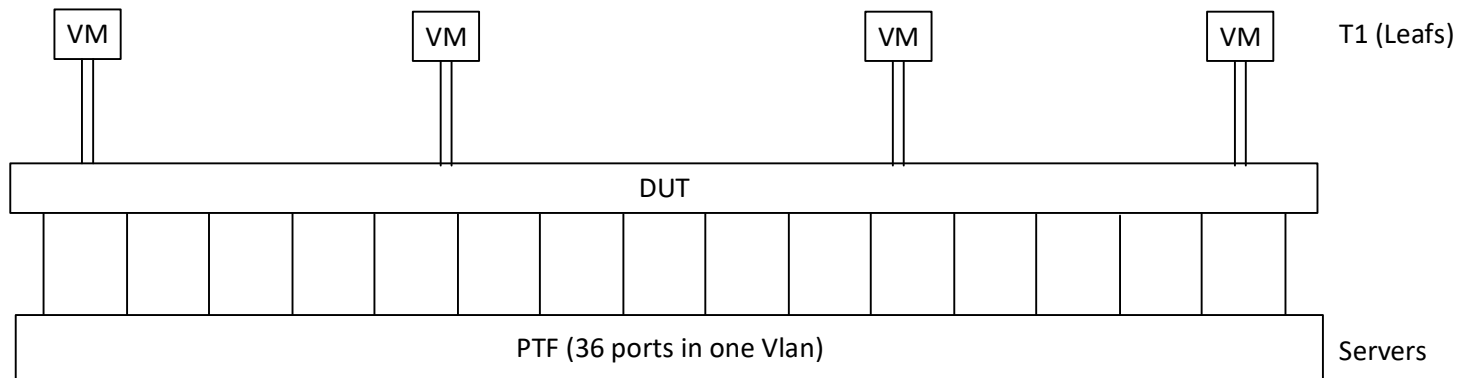 VM VM VM VM T1 (Leafs)
DUT
PTF (36 ports in one Vlan) Servers